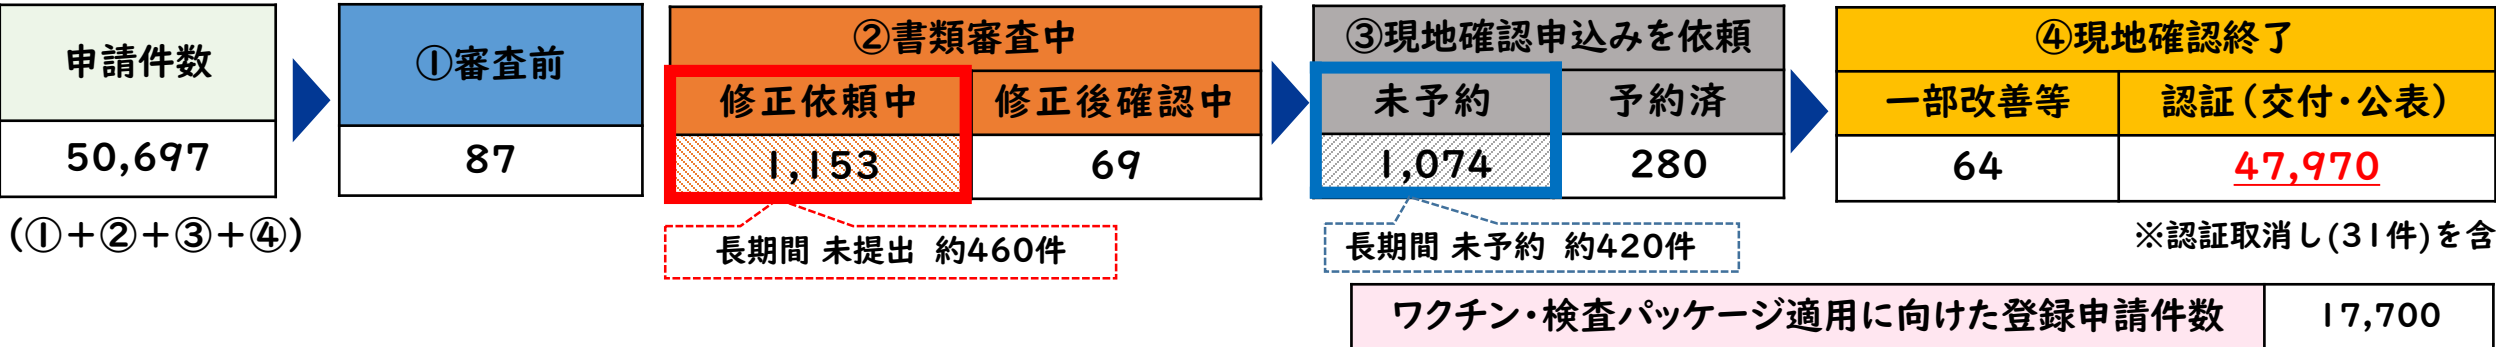 申請件数
50,697
(①+②+③+④)
①審査前
87
②書類審査中
修正依頼中
修正後確認中
1,153
69
長期間 未提出 約460件
③現地確認申込みを依頼
未予約
予約済
1,074
280
長期間 未予約 約420件
④現地確認終了
一部改善等
認証(交付・公表)
64
47,970
※認証取消し(31件)を含
ワクチン・検査パッケージ適用に向けた登録申請件数
17,700